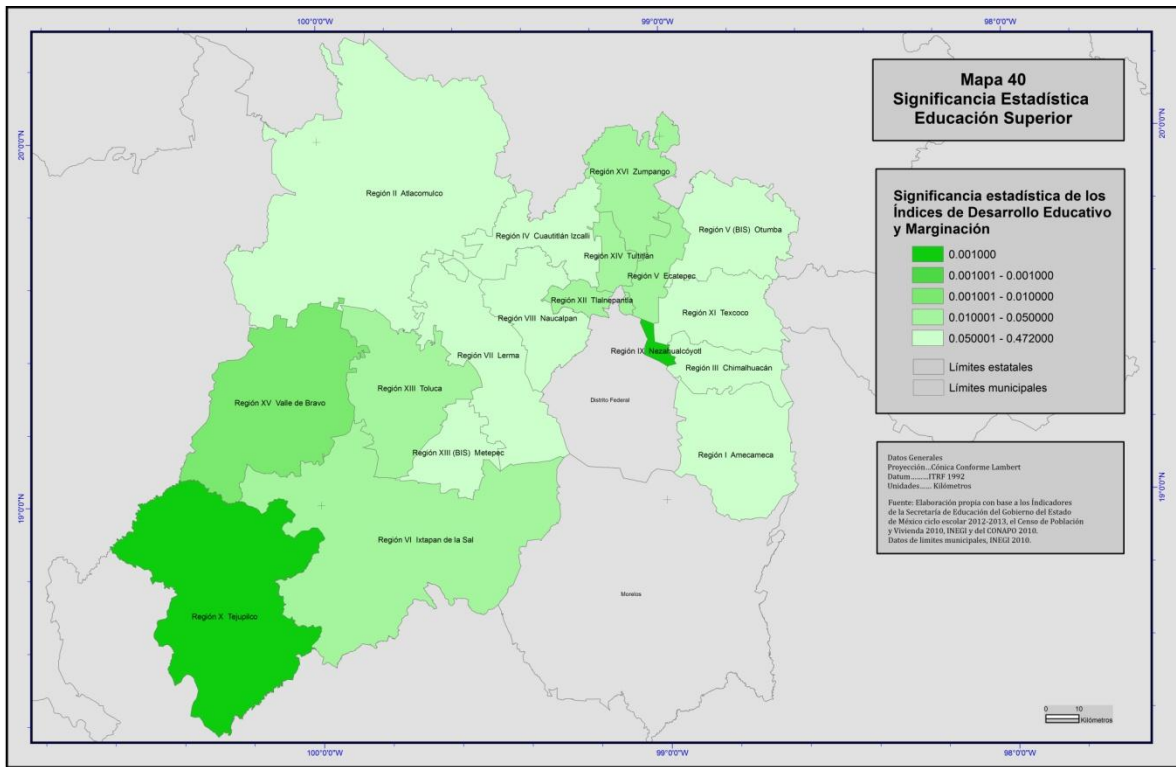 100°0'0"W
99°0'0"W
98°0'0"W
20°0'0"N
20°0'0"N
19°0'0"N
19°0'0"N
Mapa 40
Significancia Estadística
Educación Superior
Significancia estadística de los
Índices de Desarrollo Educativo
y Marginación
0.001000
0.001001 - 0.001000
0.001001 - 0.010000
0.010001 - 0.050000
0.050001 - 0.472000
Límites estatales
Límites municipales
Datos Generales
Proyección...Cónica Conforme Lambert
Datum.........ITRF 1992
Unidades...... Kilómetros
Fuente: Elaboración propia con base a los Índicadores
de la Secretaría de Educación del Gobierno del Estado
de México ciclo escolar 2012-2013, el Censo de Población
y Vivienda 2010, INEGI y del CONAPO 2010.
Datos de limites municipales, INEGI 2010.
Región XVI Zumpango
Región II Atlacomulco
Región V (BIS) Otumba
Región IV Cuautitlán Izcalli
Región XIV Tultitlán
Región V Ecatepec
Región XII Tlalnepantla
Región XI Texcoco
Región VIII Naucalpan
Región IX Nezahualcóyotl
Región VII Lerma
Región III Chimalhuacán
Región XIII Toluca
Región XV Valle de Bravo
Distrito Federal
Región XIII (BIS) Metepec
Región I Amecameca
Región VI Ixtapan de la Sal
Morelos
Región X Tejupilco
0 10
Kilómetros
100°0'0"W
99°0'0"W
98°0'0"W